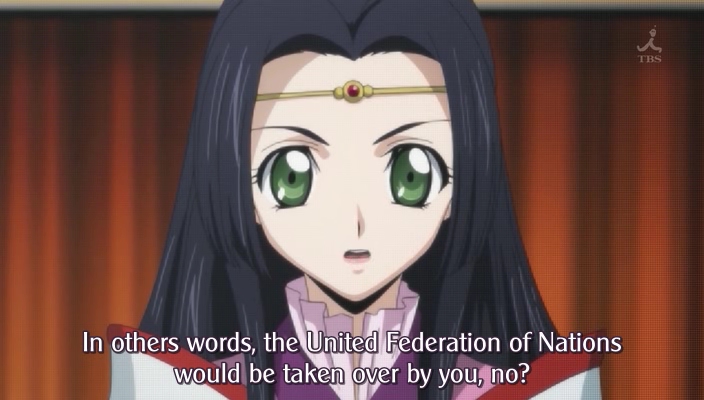 TBS
In others words, the United Federation of Nations
would be taken over by you, no?